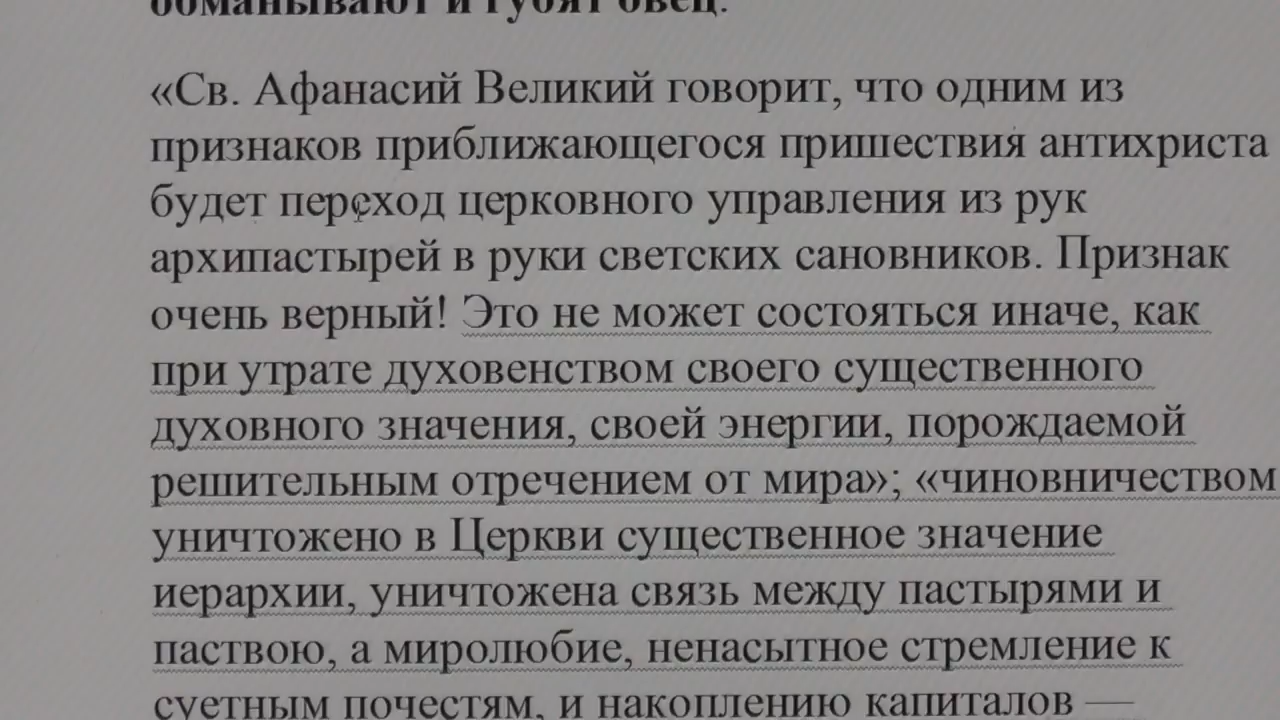 обманывают и губят овец.
«Св. Афанасий Великий говорит, что одним из
признаков приближающегося пришествия антихриста
будет переход церковного управления из рук
архипастырей в руки светских сановников. Признак
очень верный! Это не может состояться иначе, как
при утрате духовенством своего существенного
духовного значения, своей энергии, порождаемой
решительным отречением от мира»; «чиновничеством
уничтожено в Церкви существенное значение
иерархии, уничтожена связь между пастырями и
паствою, а миролюбие, ненасытное стремление к
суетным почестям, и накоплению капиталов —